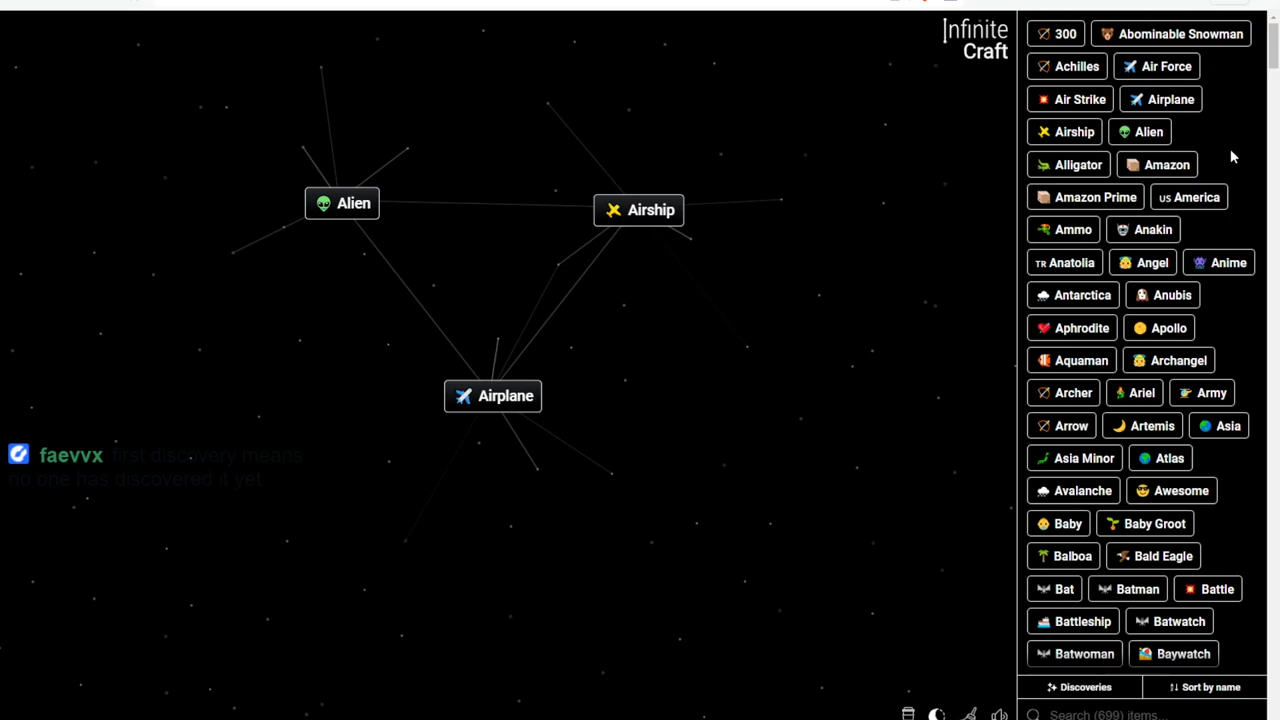 Infinite
Craft
300 Abominable Snowman
Achilles Air Force
Air Strike Airplane
Airship Alien
Alligator Amazon
Amazon Prime US America
Ammo Anakin
TR Anatolia Angel Anime
Antarctica Anubis
Aphrodite Apollo
Aquaman Archangel
Archer Ariel Army
Arrow Artemis Asia
Asia Minor Atlas
Avalanche Awesome
Baby Baby Groot
Balboa Bald Eagle
Bat Batman Battle
Battleship Batwatch
Batwoman Baywatch
Discoveries Sort by name
Search (699) items...
Alien
Airship
Airplane
faevvx first discovery means
no one has discovered it yet